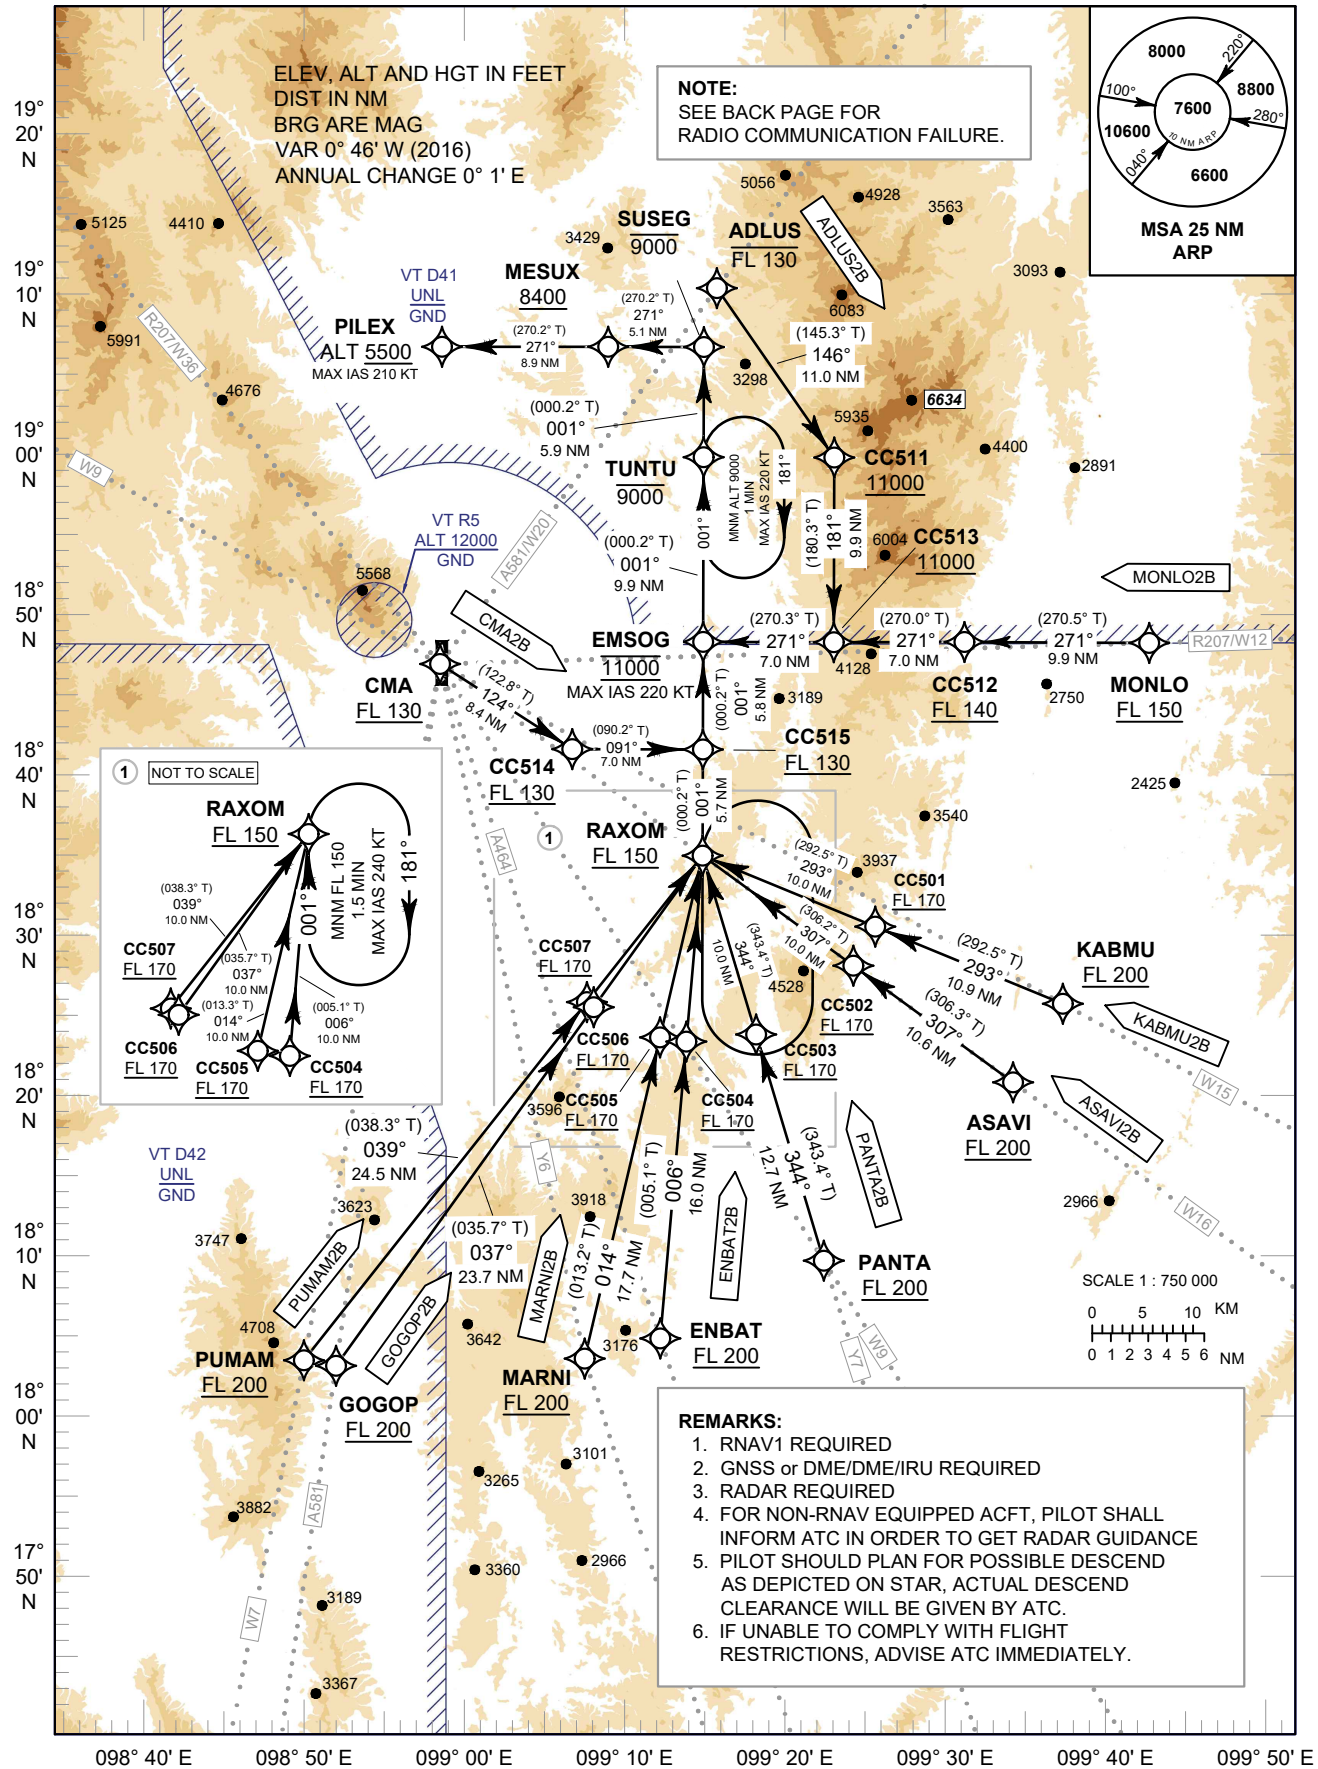 ELEV, ALT AND HGT IN FEET
DIST IN NM
BRG ARE MAG
VAR 0° 46' W (2016)
ANNUAL CHANGE 0° 1' E
NOTE:
SEE BACK PAGE FOR
RADIO COMMUNICATION FAILURE.
8000
220°
100°
8800
7600
280°
10600
10 NM ARP
040°
6600
MSA 25 NM
ARP
19°
20'
N
19°
10'
N
19°
00'
N
18°
50'
N
18°
40'
N
18°
30'
N
18°
20'
N
18°
10'
N
18°
00'
N
17°
50'
N
5056
4928
3563
5125
4410
3429
3093
6083
5991
4676
3298
6634
5935
4400
2891
6004
5568
4128
3189
2750
2425
3540
3937
4528
3596
2966
3918
3623
3747
4708
3642
3176
3101
3265
3882
3360
2966
3189
3367
SUSEG
9000
ADLUS
FL 130
ADLUS2B
MESUX
8400
VT D41
UNL
GND
PILEX
ALT 5500
MAX IAS 210 KT
(270.2° T)
271°
5.1 NM
(270.2° T)
271°
8.9 NM
(145.3° T)
146°
11.0 NM
R207/W36
W9
(000.2° T)
001°
5.9 NM
TUNTU
9000
MNM ALT 9000
1 MIN
MAX IAS 220 KT
181°
001°
CC511
11000
(180.3° T)
181°
9.9 NM
CC513
11000
VT R5
ALT 12000
GND
A581/W20
(000.2° T)
001°
9.9 NM
MONLO2B
CMA2B
EMSOG
11000
MAX IAS 220 KT
(270.3° T)
271°
7.0 NM
(270.0° T)
271°
7.0 NM
(270.5° T)
271°
9.9 NM
R207/W12
CMA
FL 130
(122.8° T)
124°
8.4 NM
CC512
FL 140
MONLO
FL 150
(000.2° T)
001°
5.8 NM
(090.2° T)
091°
7.0 NM
CC514
FL 130
CC515
FL 130
1
NOT TO SCALE
RAXOM
FL 150
001°
MNM FL 150
1.5 MIN
MAX IAS 240 KT
181°
(038.3° T)
039°
10.0 NM
CC507
FL 170
(035.7° T)
037°
10.0 NM
(013.3° T)
014°
10.0 NM
(005.1° T)
006°
10.0 NM
CC506
FL 170
CC505
FL 170
CC504
FL 170
A464
1
(000.2° T)
001°
5.7 NM
RAXOM
FL 150
(292.5° T)
293°
10.0 NM
CC501
FL 170
(306.2° T)
307°
10.0 NM
(343.4° T)
344°
10.0 NM
CC507
FL 170
CC502
FL 170
(292.5° T)
293°
10.9 NM
KABMU
FL 200
KABMU2B
(306.3° T)
307°
10.6 NM
CC506
FL 170
CC503
FL 170
CC505
FL 170
CC504
FL 170
ASAVI
FL 200
ASAVI2B
W15
W16
(038.3° T)
039°
24.5 NM
VT D42
UNL
GND
Y6
(035.7° T)
037°
23.7 NM
PUMAM2B
GOGOP2B
MARNI2B
(013.2° T)
014°
17.7 NM
(005.1° T)
006°
16.0 NM
ENBAT2B
(343.4° T)
344°
12.7 NM
PANTA2B
PANTA
FL 200
SCALE 1 : 750 000
0 5 10 KM
0 1 2 3 4 5 6 NM
PUMAM
FL 200
GOGOP
FL 200
MARNI
FL 200
ENBAT
FL 200
Y7
W9
A581
W7
REMARKS:
1. RNAV1 REQUIRED
2. GNSS or DME/DME/IRU REQUIRED
3. RADAR REQUIRED
4. FOR NON-RNAV EQUIPPED ACFT, PILOT SHALL
INFORM ATC IN ORDER TO GET RADAR GUIDANCE
5. PILOT SHOULD PLAN FOR POSSIBLE DESCEND
AS DEPICTED ON STAR, ACTUAL DESCEND
CLEARANCE WILL BE GIVEN BY ATC.
6. IF UNABLE TO COMPLY WITH FLIGHT
RESTRICTIONS, ADVISE ATC IMMEDIATELY.
098° 40' E 098° 50' E 099° 00' E 099° 10' E 099° 20' E 099° 30' E 099° 40' E 099° 50' E